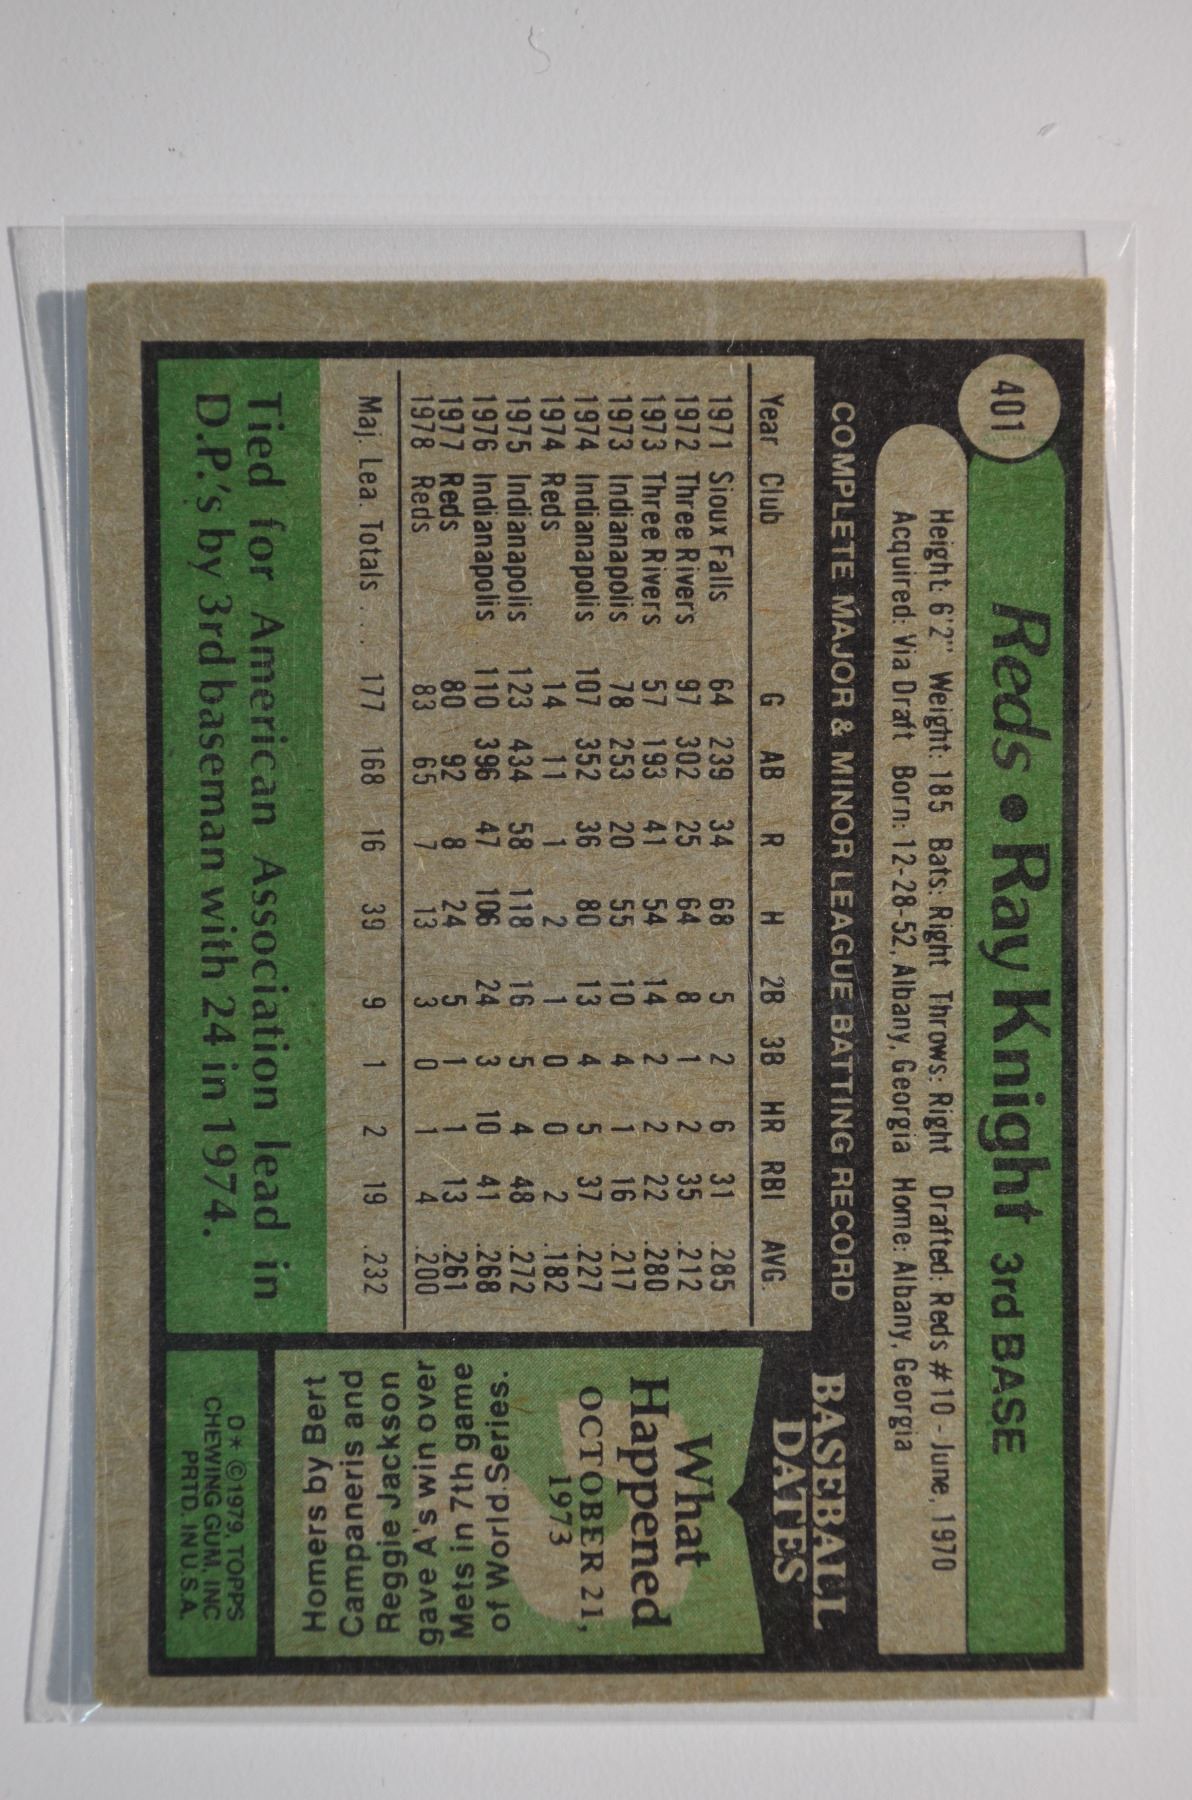 401
Reds • Ray Knight 3rd BASE
Height: 6'2" Weight: 185 Bats: Right Throws: Right Drafted: Reds #10 - June, 1970
Acquired: Via Draft Born: 12-28-52, Albany, Georgia Home: Albany, Georgia
COMPLETE MAJOR & MINOR LEAGUE BATTING RECORD
Year Club G AB R H 2B 3B HR RBI AVG.
1971 Sioux Falls 64 239 34 68 5 2 6 31 .285
1972 Three Rivers 97 302 25 64 8 1 2 35 .212
1973 Three Rivers 57 193 41 54 14 2 2 22 .280
1973 Indianapolis 78 253 20 55 10 4 1 16 .217
1974 Indianapolis 107 352 36 80 13 4 5 37 .227
1974 Reds 14 11 1 2 1 0 0 2 .182
1975 Indianapolis 123 434 58 118 16 5 4 48 .272
1976 Indianapolis 110 396 47 106 24 3 10 41 .268
1977 Reds 80 92 8 24 5 1 1 13 .261
1978 Reds 83 65 7 13 3 0 1 4 .200
Maj. Lea. Totals . . 177 168 16 39 9 1 2 19 .232
Tied for American Association lead in
D.P.'s by 3rd baseman with 24 in 1974.
BASEBALL
DATES
What
Happened
OCTOBER 21,
1973
Homers by Bert
Campaneris and
Reggie Jackson
gave A's win over
Mets in 7th game
of World Series.
D* ©1979, TOPPS
CHEWING GUM, INC
PRTD. IN U.S.A.